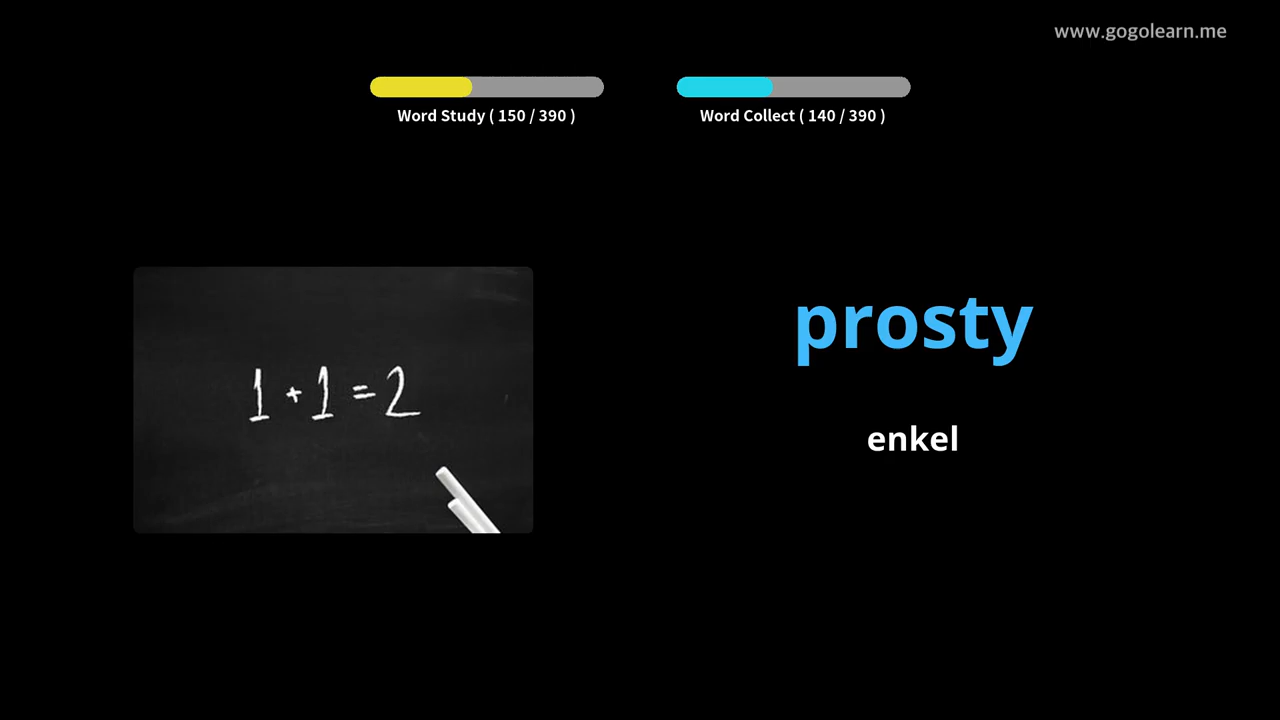 www.gogolearn.me
Word Study ( 150 / 390 )
Word Collect ( 140 / 390 )
1 + 1 = 2
prosty
enkel